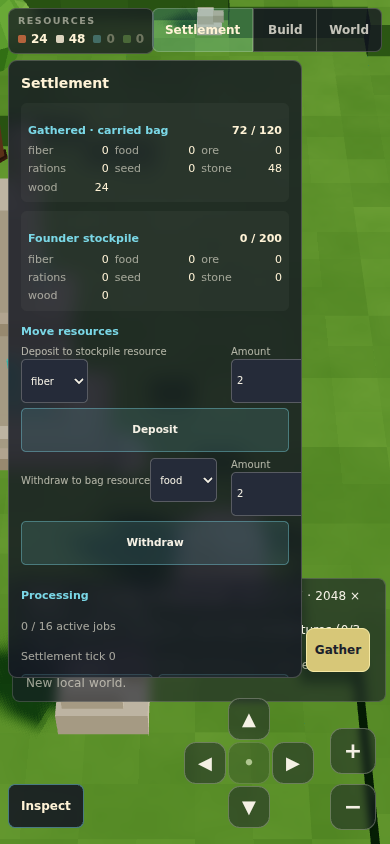 RESOURCES
24 48 0 0
Settlement Build World
Settlement
Gathered · carried bag 72 / 120
fiber 0 food 0 ore 0
rations 0 seed 0 stone 48
wood 24
Founder stockpile 0 / 200
fiber 0 food 0 ore 0
rations 0 seed 0 stone 0
wood 0
Move resources
Deposit to stockpile resource Amount
fiber 2
Deposit
Withdraw to bag resource food Amount
2
Withdraw
Processing
· 2048 ×
0 / 16 active jobs
Gather
Settlement tick 0
New local world.
Inspect